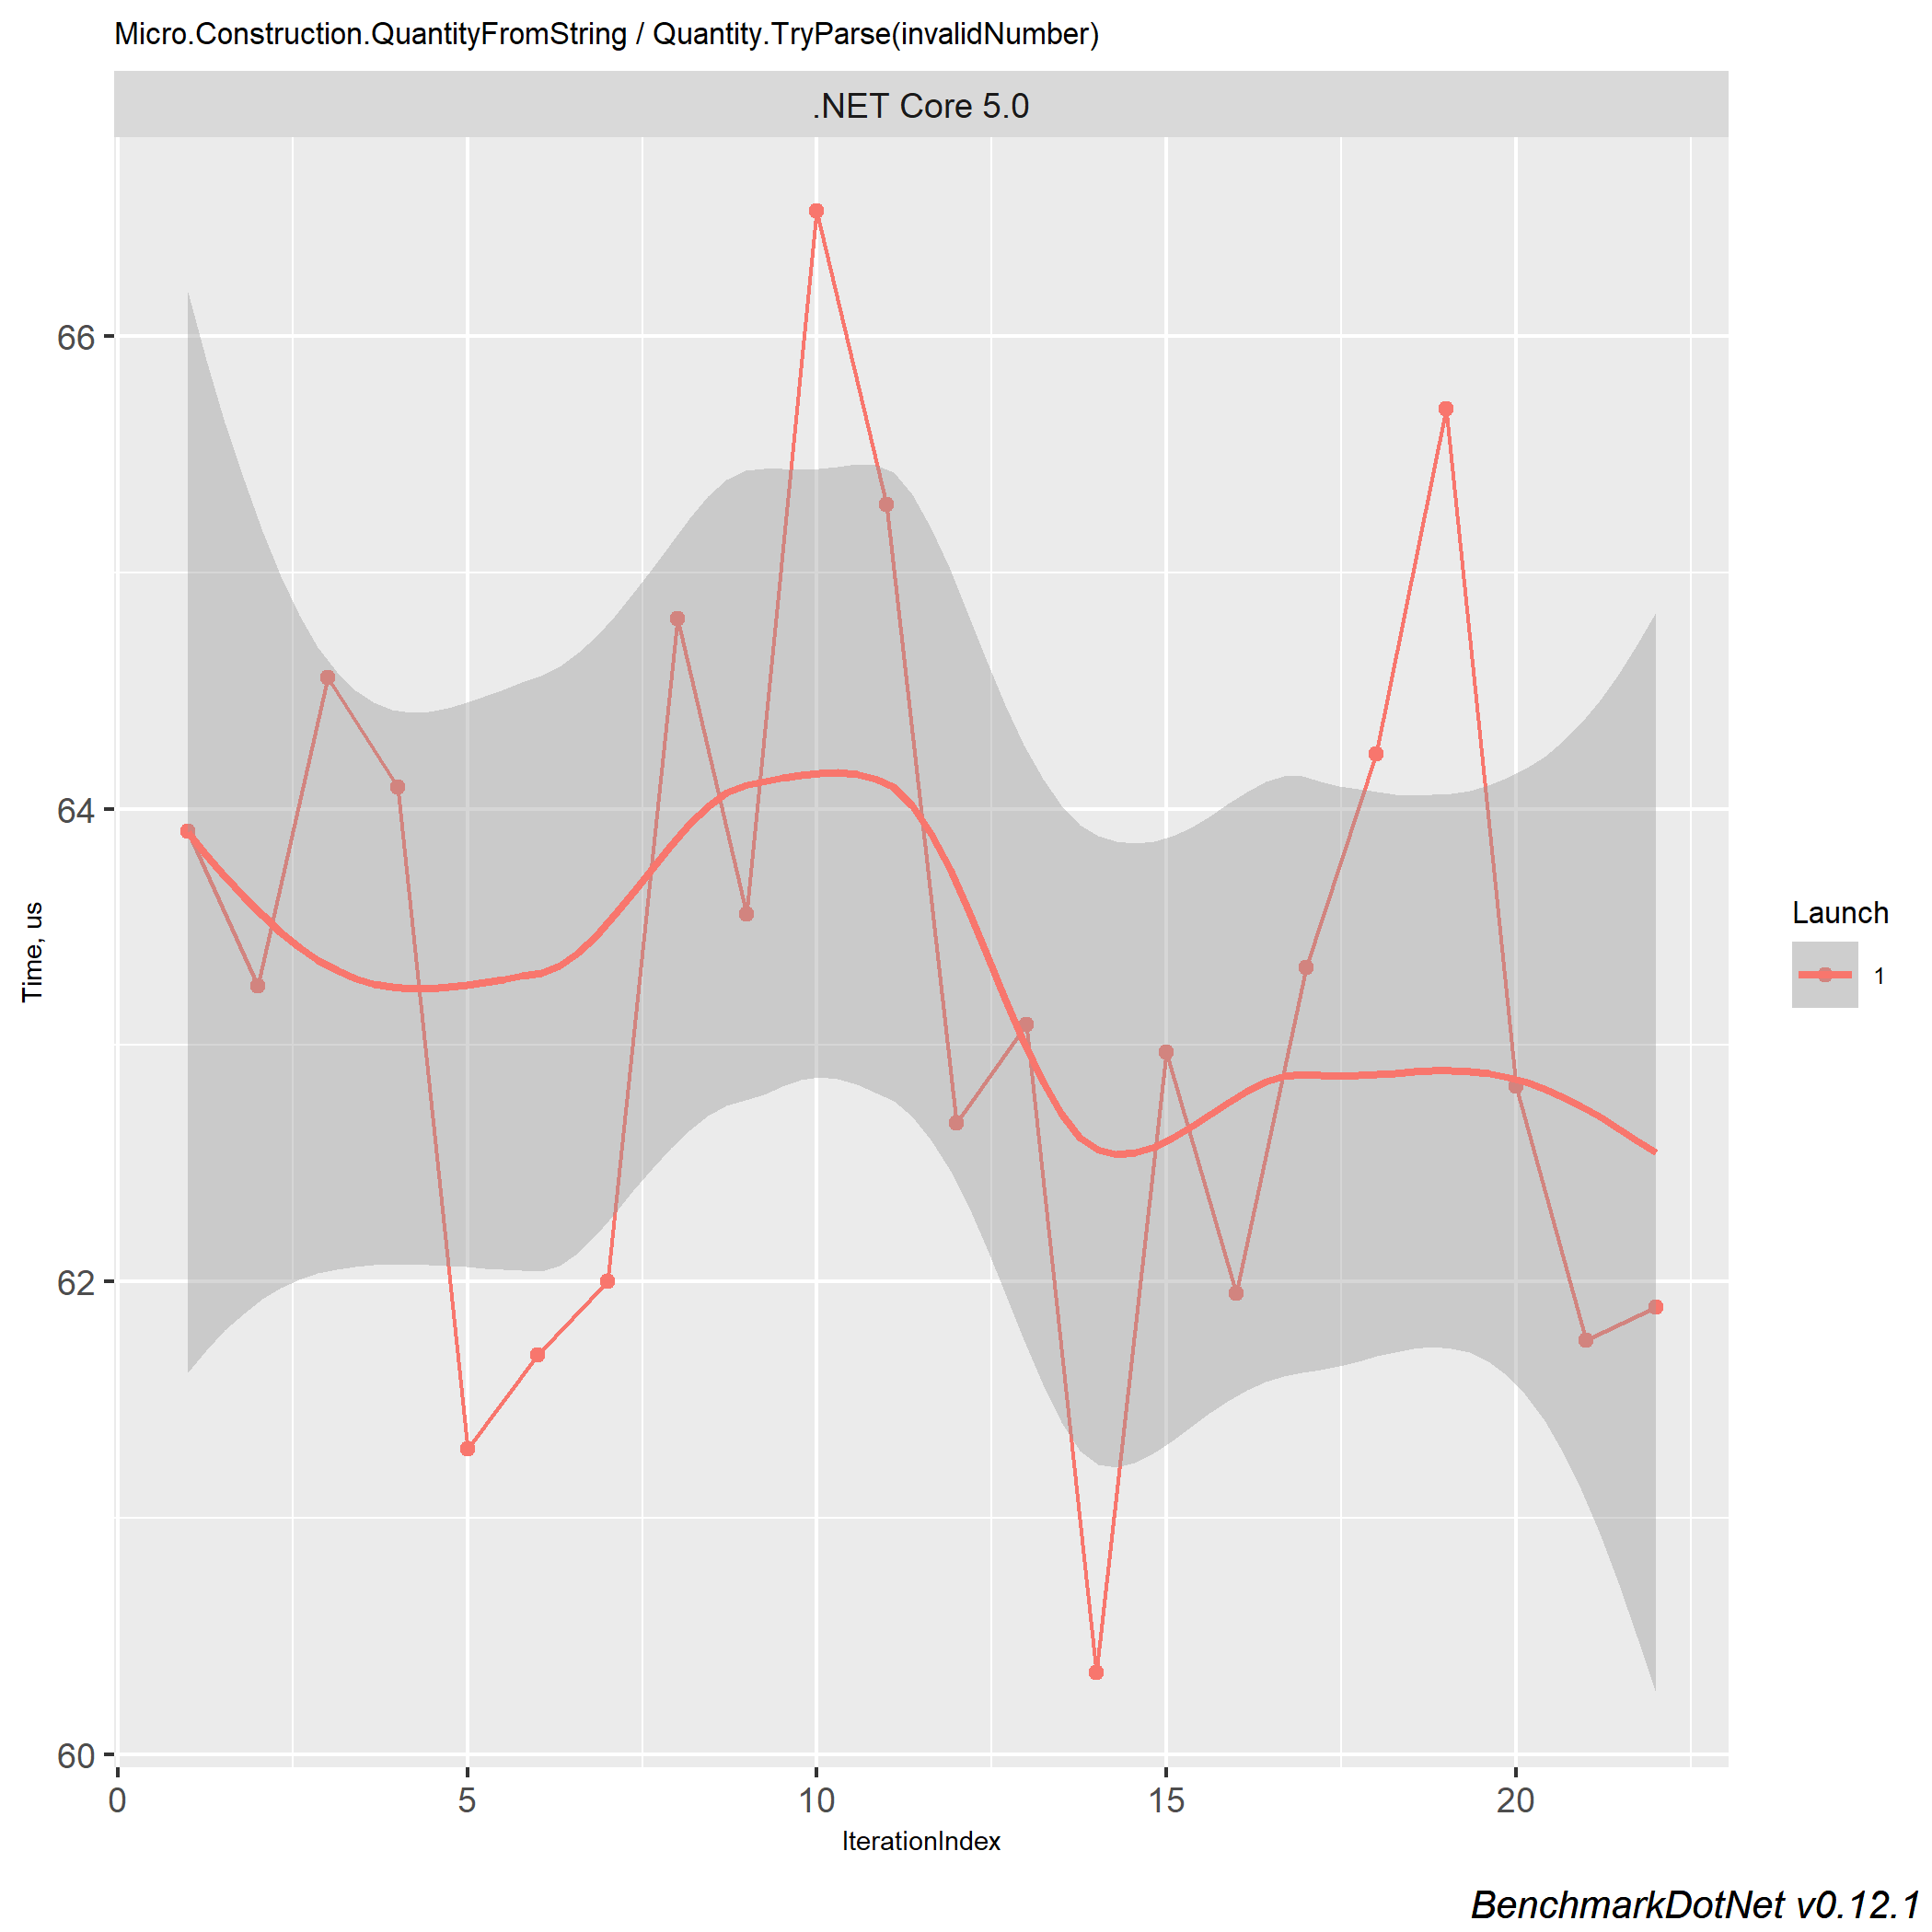 Micro.Construction.QuantityFromString / Quantity.TryParse(invalidNumber)
.NET Core 5.0
66
64
62
60
Time, us
0 5 10 15 20
IterationIndex
Launch
1
BenchmarkDotNet v0.12.1